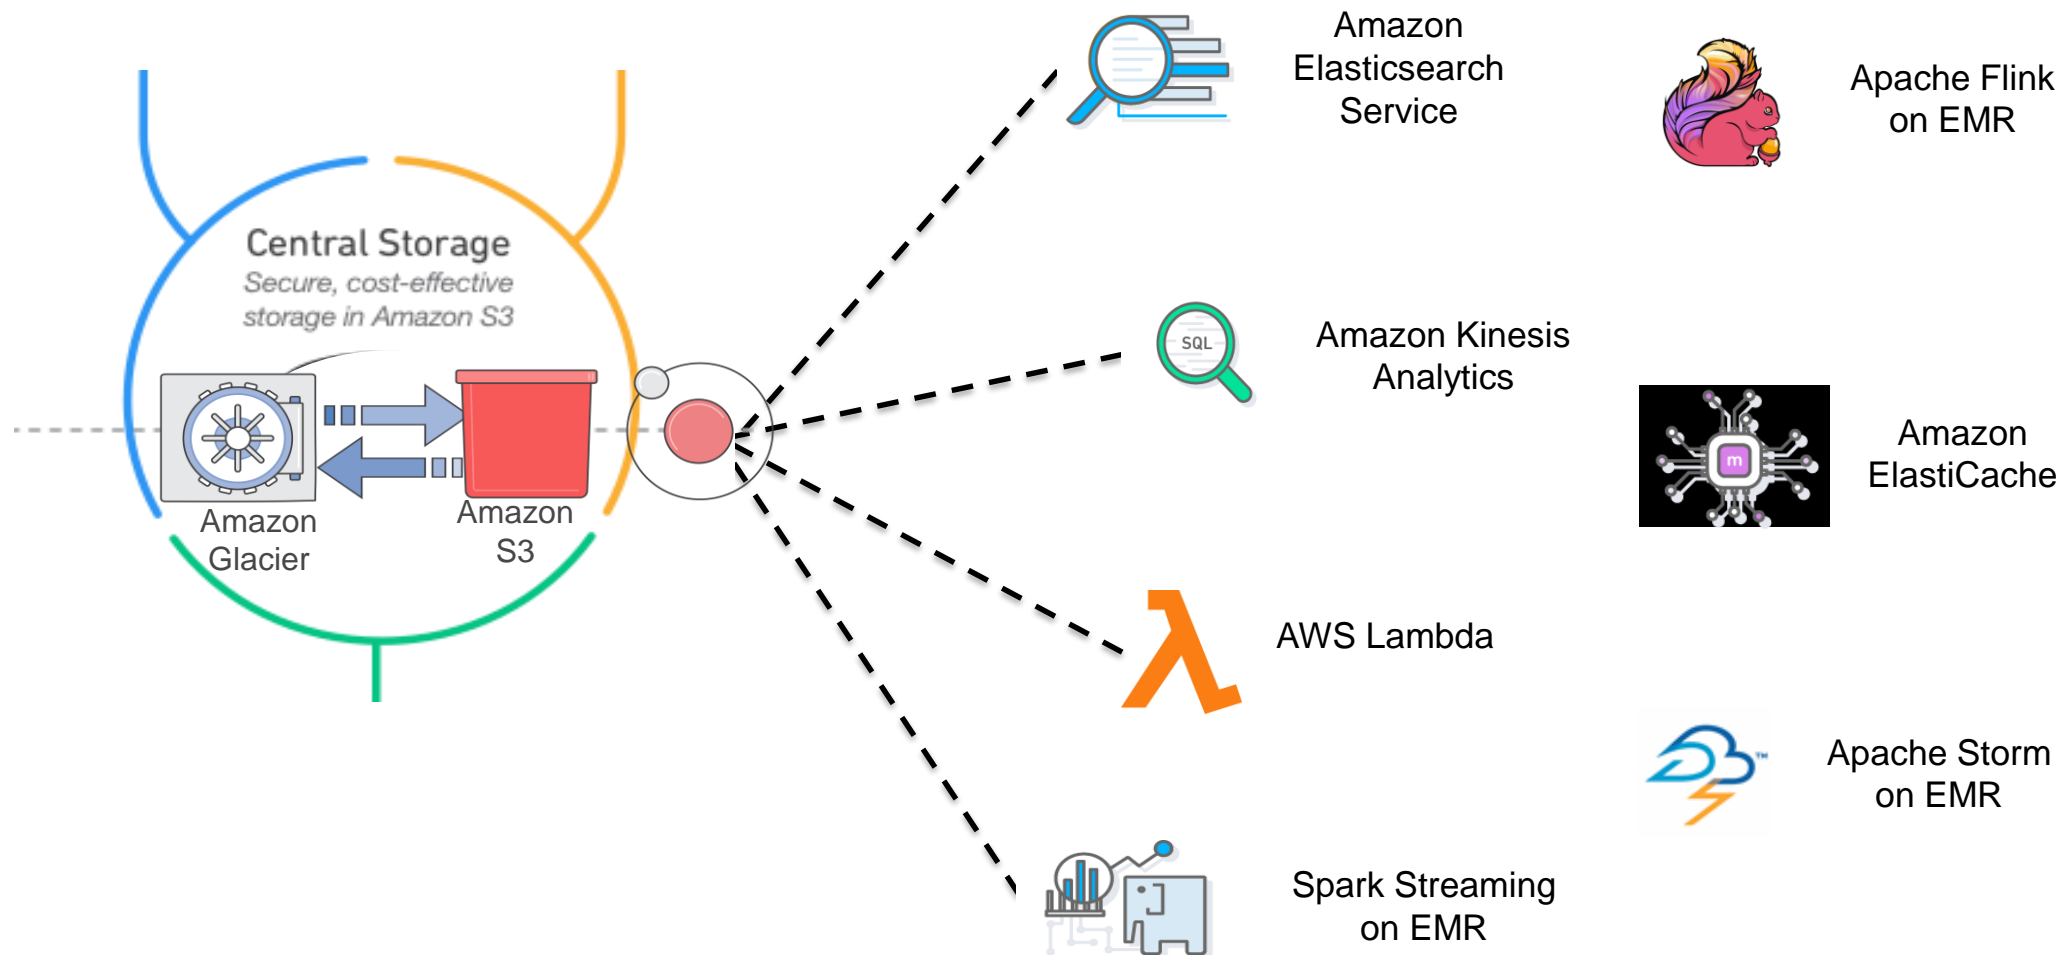 Central Storage
Secure, cost-effective
storage in Amazon S3
Amazon
Glacier
Amazon
S3
Amazon
Elasticsearch
Service
Apache Flink
on EMR
SQL
Amazon Kinesis
Analytics
m
Amazon
ElastiCache
AWS Lambda
TM
Apache Storm
on EMR
Spark Streaming
on EMR